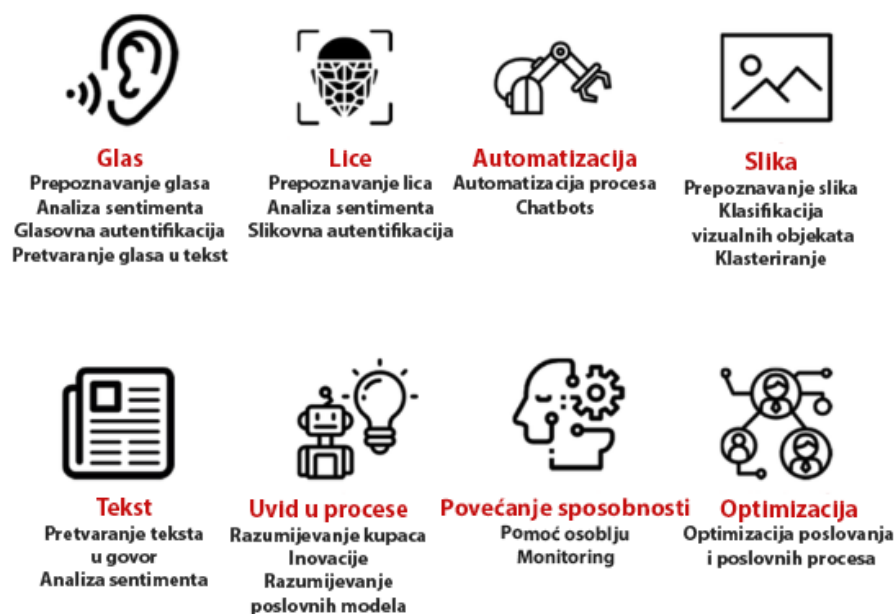 Glas
Prepoznavanje glasa
Analiza sentimenta
Glasovna autentifikacija
Pretvaranje glasa u tekst
Lice
Prepoznavanje lica
Analiza sentimenta
Slikovna autentifikacija
Automatizacija
Automatizacija procesa
Chatbots
Slika
Prepoznavanje slika
Klasifikacija
vizualnih objekata
Klasteriranje
Tekst
Pretvaranje teksta
u govor
Analiza sentimenta
Uvid u procese
Razumijevanje kupaca
Inovacije
Razumijevanje
poslovnih modela
Povećanje sposobnosti
Pomoć osoblju
Monitoring
Optimizacija
Optimizacija poslovanja
i poslovnih procesa